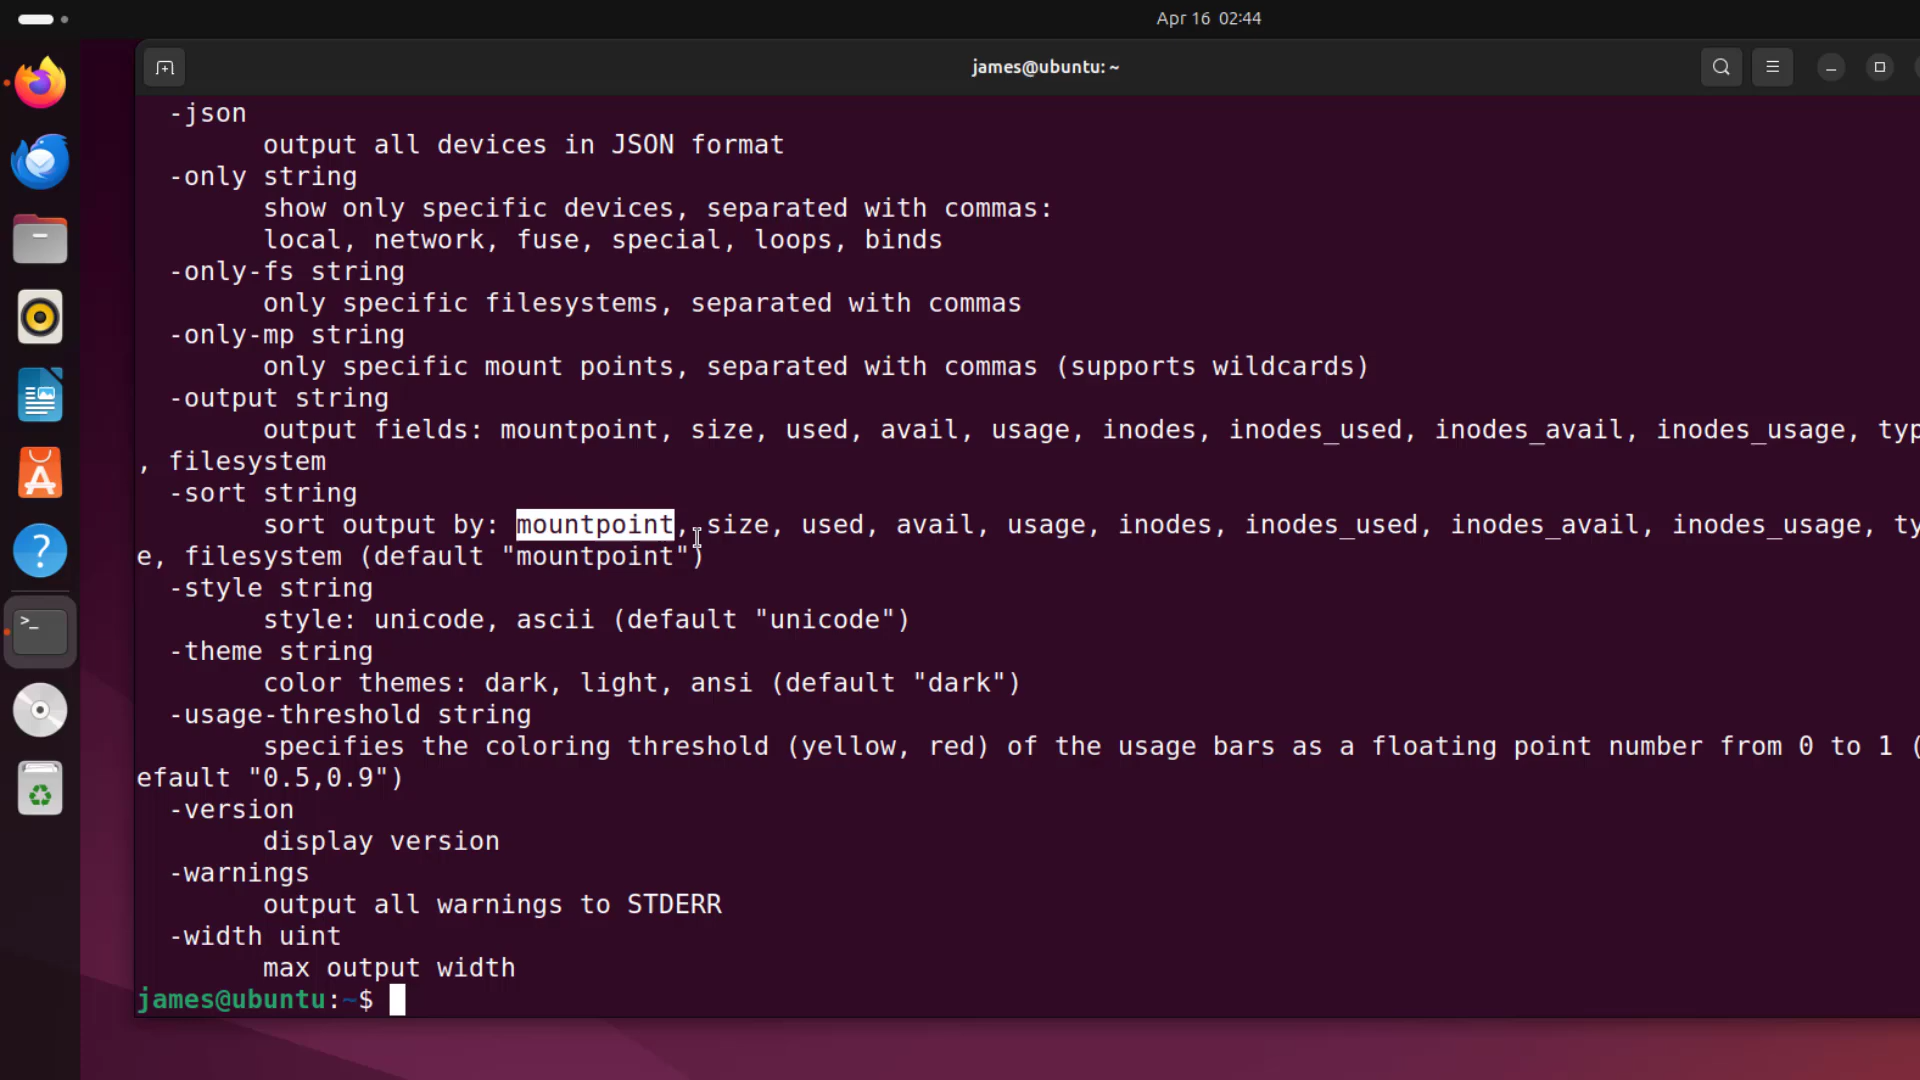 Apr 16 02:44
james@ubuntu: ~
-json
output all devices in JSON format
-only string
show only specific devices, separated with commas:
local, network, fuse, special, loops, binds
-only-fs string
only specific filesystems, separated with commas
-only-mp string
only specific mount points, separated with commas (supports wildcards)
-output string
output fields: mountpoint, size, used, avail, usage, inodes, inodes_used, inodes_avail, inodes_usage, typ
, filesystem
-sort string
sort output by: mountpoint, size, used, avail, usage, inodes, inodes_used, inodes_avail, inodes_usage, ty
e, filesystem (default "mountpoint")
-style string
style: unicode, ascii (default "unicode")
-theme string
color themes: dark, light, ansi (default "dark")
-usage-threshold string
specifies the coloring threshold (yellow, red) of the usage bars as a floating point number from 0 to 1 (
efault "0.5,0.9")
-version
display version
-warnings
output all warnings to STDERR
-width uint
max output width
james@ubuntu:~$